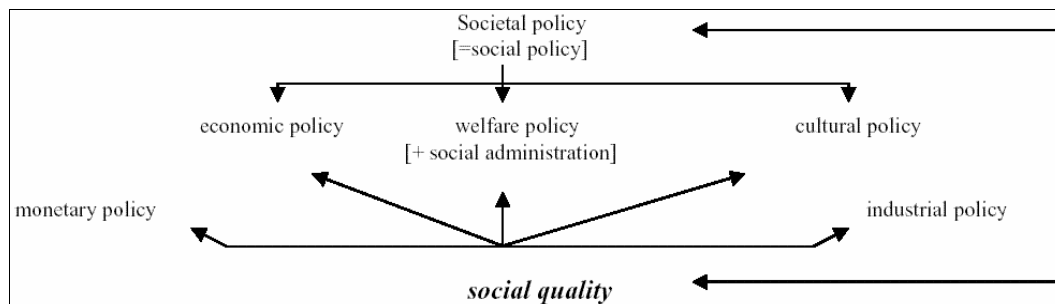 Societal policy
[=social policy]
economic policy
welfare policy
cultural policy
[+ social administration]
monetary policy
industrial policy
social quality